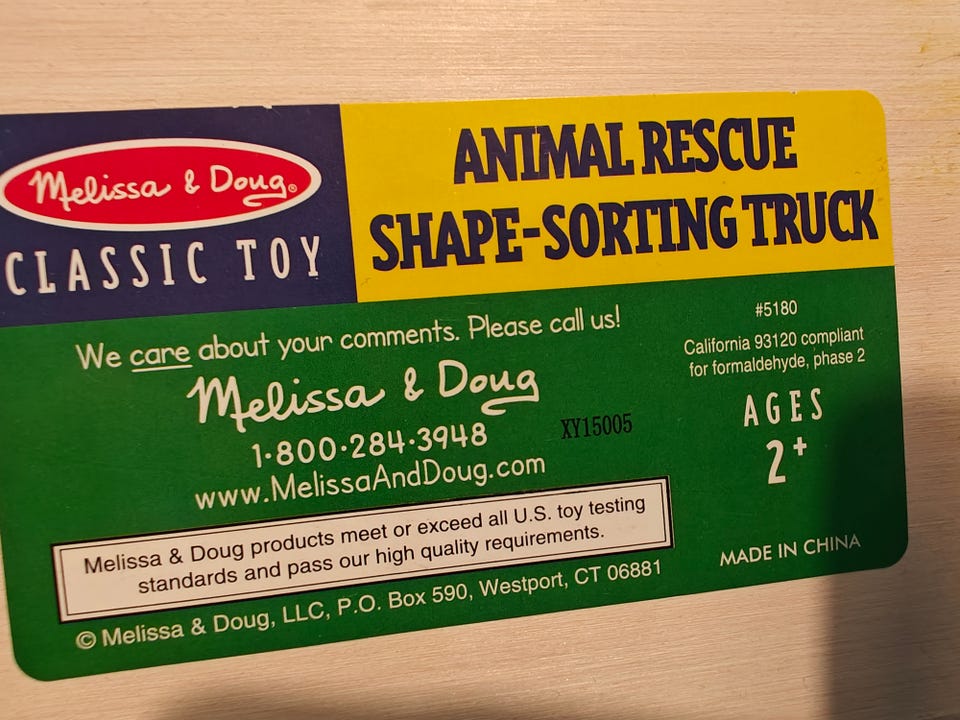 Melissa & Doug®
CLASSIC TOY
ANIMAL RESCUE
SHAPE-SORTING TRUCK
We care about your comments. Please call us!
Melissa & Doug
1·800·284·3948
www.MelissaAndDoug.com
XY15005
#5180
California 93120 compliant
for formaldehyde, phase 2
AGES
2+
Melissa & Doug products meet or exceed all U.S. toy testing
standards and pass our high quality requirements.
© Melissa & Doug, LLC, P.O. Box 590, Westport, CT 06881
MADE IN CHINA